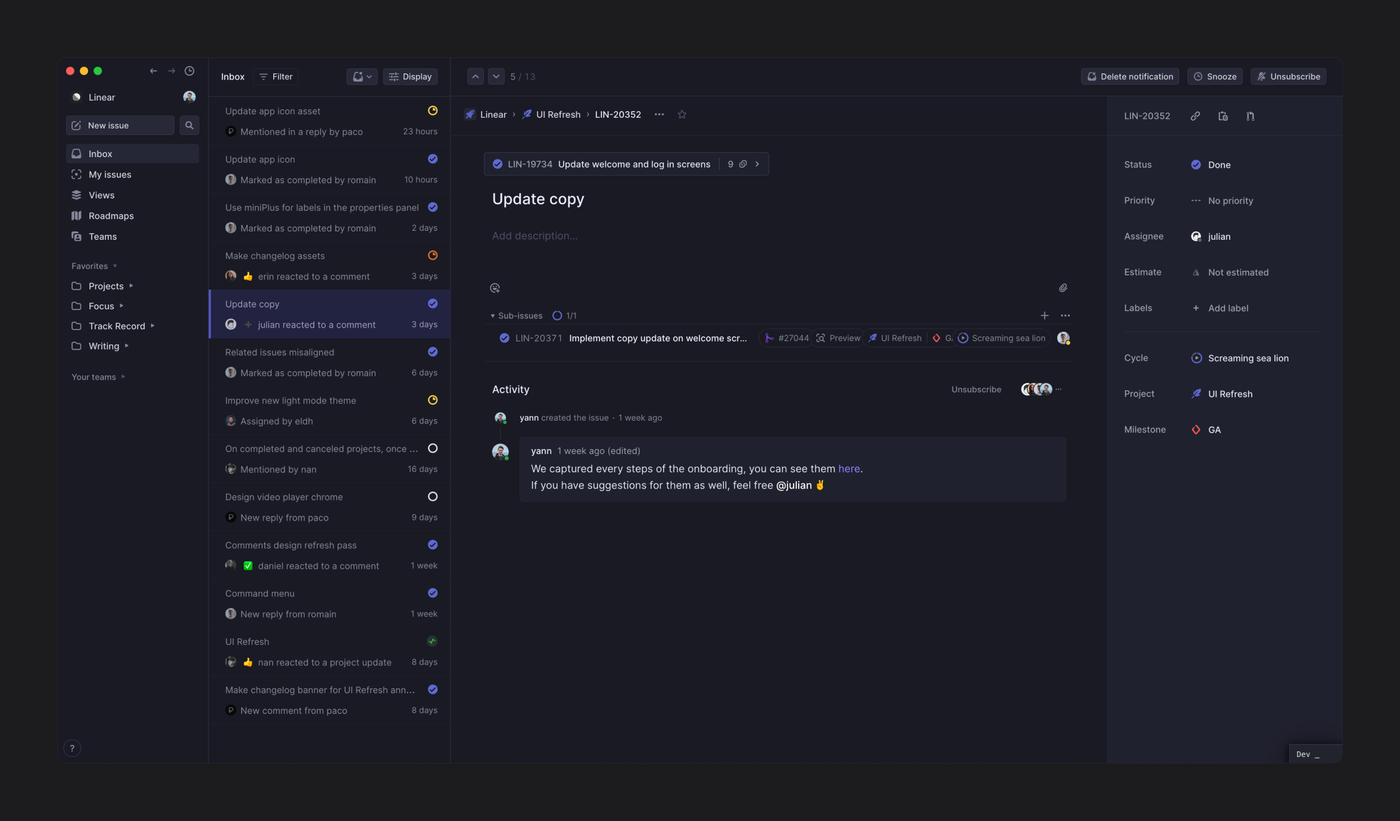 Linear
New issue
Inbox
My issues
Views
Roadmaps
Teams
Favorites
Projects
Focus
Track Record
Writing
Your teams
?
Inbox
Filter
Display
Update app icon asset
Mentioned in a reply by paco 23 hours
Update app icon
Marked as completed by romain 10 hours
Use miniPlus for labels in the properties panel
Marked as completed by romain 2 days
Make changelog assets
👍 erin reacted to a comment 3 days
Update copy
julian reacted to a comment 3 days
Related issues misaligned
Marked as completed by romain 6 days
Improve new light mode theme
Assigned by eldh 6 days
On completed and canceled projects, once ...
Mentioned by nan 16 days
Design video player chrome
New reply from paco 9 days
Comments design refresh pass
✅ daniel reacted to a comment 1 week
Command menu
New reply from romain 1 week
UI Refresh
👍 nan reacted to a project update 8 days
Make changelog banner for UI Refresh ann...
New comment from paco 8 days
5 / 13
Delete notification Snooze Unsubscribe
Linear › UI Refresh › LIN-20352 ...
LIN-19734 Update welcome and log in screens 9 ›
Update copy
Add description...
Sub-issues 1/1
LIN-20371 Implement copy update on welcome scr... #27044 Preview UI Refresh G. Screaming sea lion
Activity Unsubscribe
yann created the issue · 1 week ago
yann 1 week ago (edited)
We captured every steps of the onboarding, you can see them here.
If you have suggestions for them as well, feel free @julian ✌️
LIN-20352
Status Done
Priority --- No priority
Assignee julian
Estimate Not estimated
Labels + Add label
Cycle Screaming sea lion
Project UI Refresh
Milestone GA
Dev _